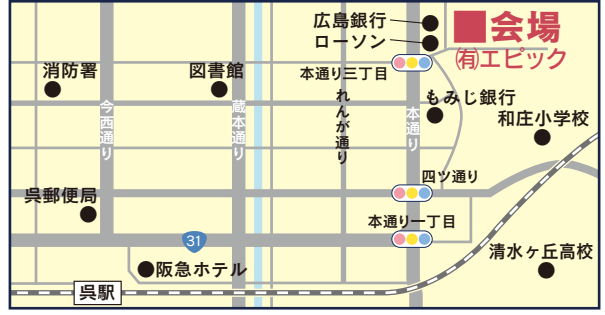 広島銀行
ローソン
■会場
㈲エピック
消防署
図書館
本通り三丁目
もみじ銀行
和庄小学校
今西通り
蔵本通り
れんが通り
本通り
四ツ通り
呉郵便局
本通り一丁目
31
清水ヶ丘高校
阪急ホテル
呉駅